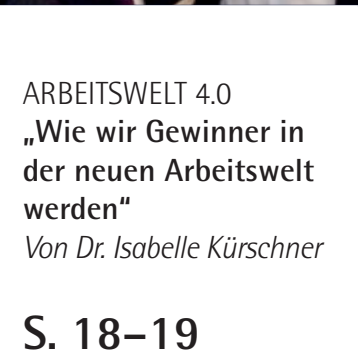 ARBEITSWELT 4.0
„Wie wir Gewinner in
der neuen Arbeitswelt
werden“
Von Dr. Isabelle Kürschner
S. 18–19